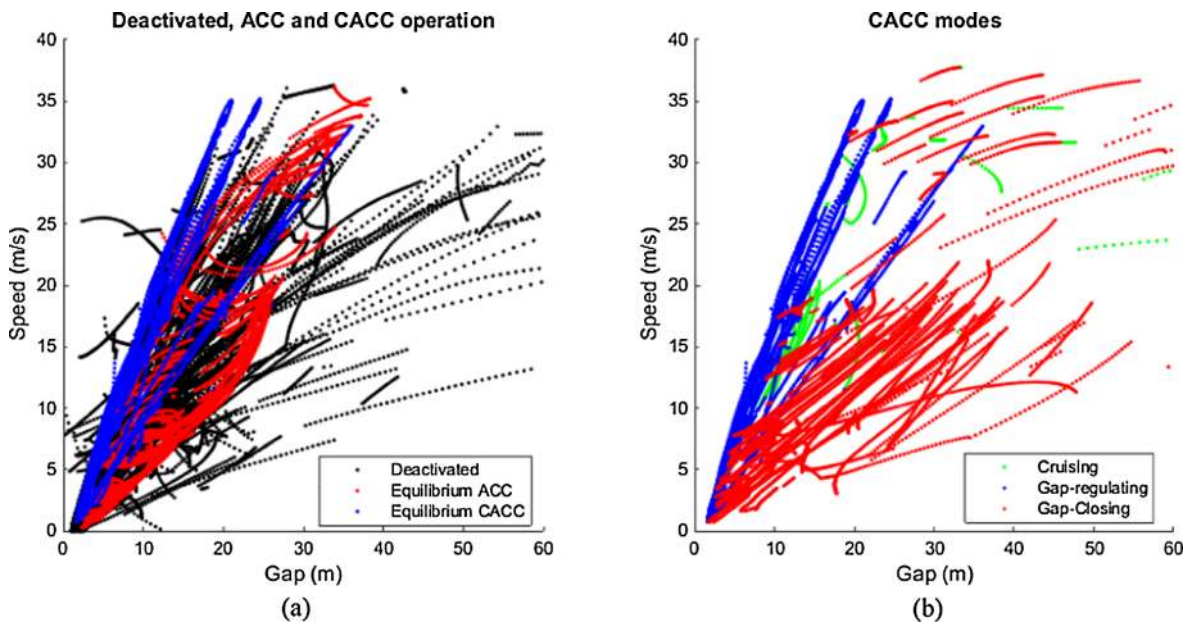 Deactivated, ACC and CACC operation
40
35
30
25
20
15
10
5
0
Speed (m/s)
0 10 20 30 40 50 60
Gap (m)
Deactivated
Equilibrium ACC
Equilibrium CACC
(a)
CACC modes
40
35
30
25
20
15
10
5
0
Speed (m/s)
0 10 20 30 40 50 60
Gap (m)
Cruising
Gap-regulating
Gap-Closing
(b)